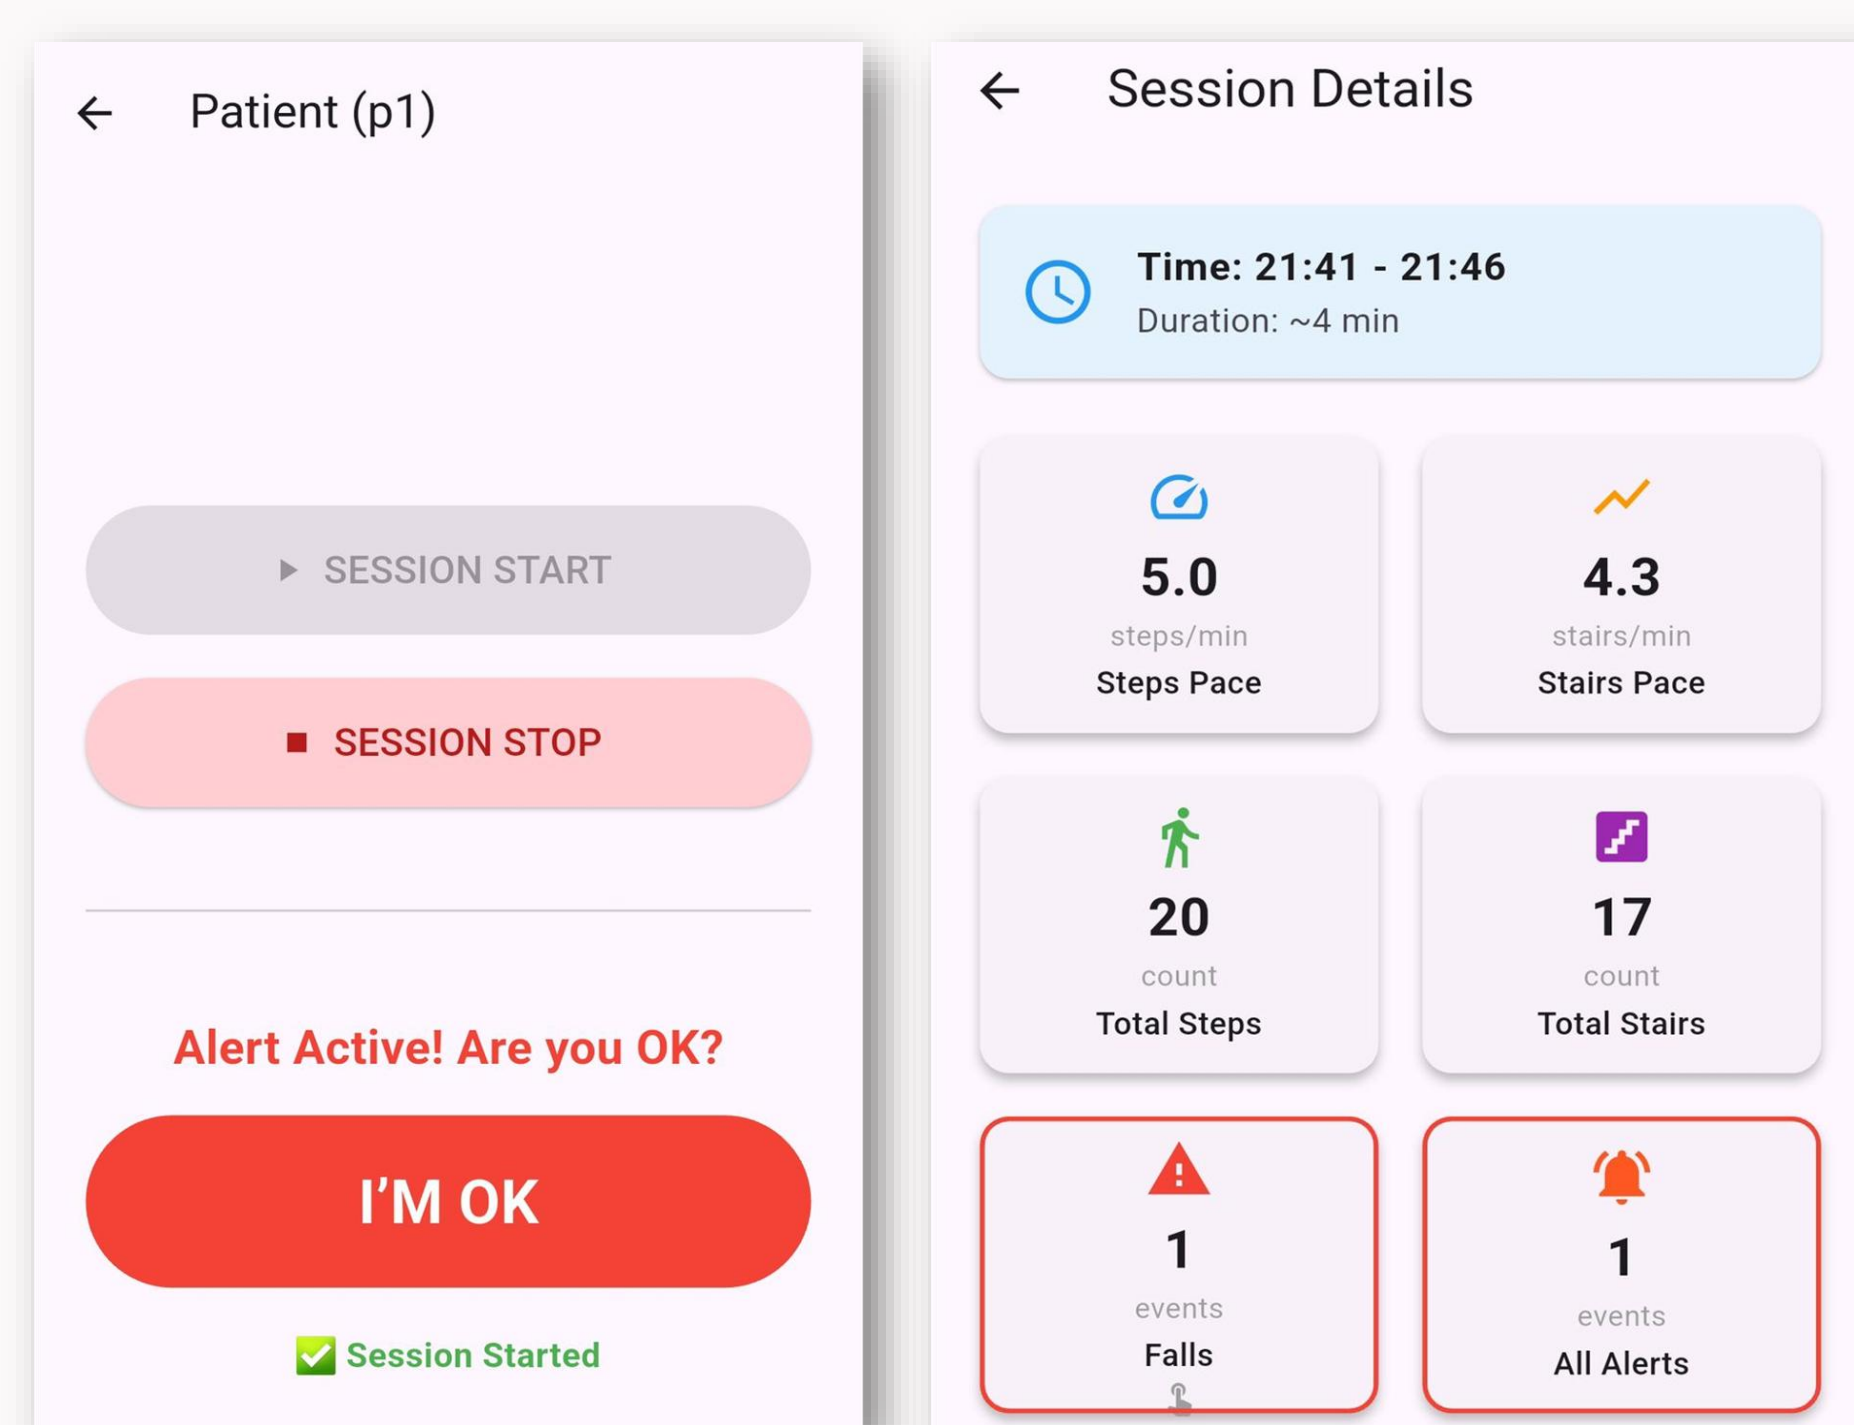 Patient (p1)
SESSION START
SESSION STOP
Alert Active! Are you OK?
I’M OK
Session Started
Session Details
Time: 21:41 - 21:46
Duration: ~4 min
5.0
steps/min
Steps Pace
4.3
stairs/min
Stairs Pace
20
count
Total Steps
17
count
Total Stairs
1
events
Falls
1
events
All Alerts